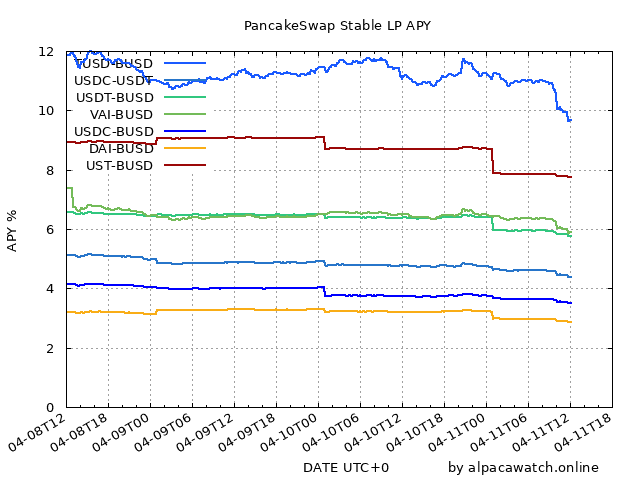 PancakeSwap Stable LP APY
TUSD-BUSD
USDC-USDT
USDT-BUSD
VAI-BUSD
USDC-BUSD
DAI-BUSD
UST-BUSD
APY %
12
10
8
6
4
2
0
04-08T12
04-08T18
04-09T00
04-09T06
04-09T12
04-09T18
04-10T00
04-10T06
04-10T12
04-10T18
04-11T00
04-11T06
04-11T12
04-11T18
DATE UTC+0
by alpacawatch.online